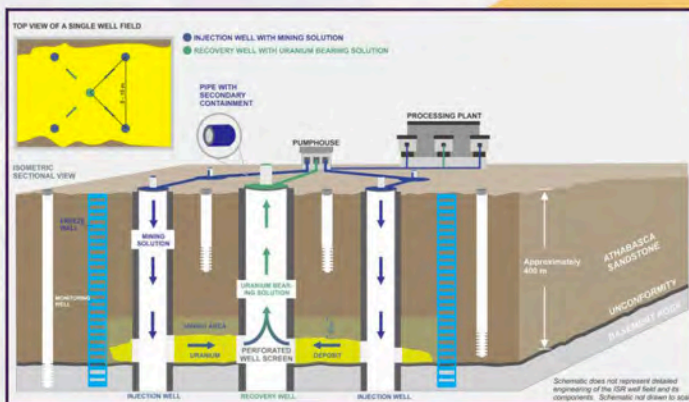 TOP VIEW OF A SINGLE WELL FIELD
INJECTION WELL WITH MINING SOLUTION
RECOVERY WELL WITH URANIUM BEARING SOLUTION
PIPE WITH
SECONDARY
CONTAINMENT
PROCESSING PLANT
PUMPHOUSE
ISOMETRIC
SECTIONAL VIEW
FREEZE
WALL
MINING
SOLUTION
Approximately
400 m
ATHABASCA
SANDSTONE
URANIUM BEAR-
ING SOLUTION
MONITORING
WELL
UNCONFORMITY
BASEMENT ROCK
MINING AREA
URANIUM
PERFORATED
WELL SCREEN
DEPOSIT
INJECTION WELL
RECOVERY WELL
INJECTION WELL
Schematic does not represent detailed
engineering of the ISR well field and its
components. Schematic not drawn to